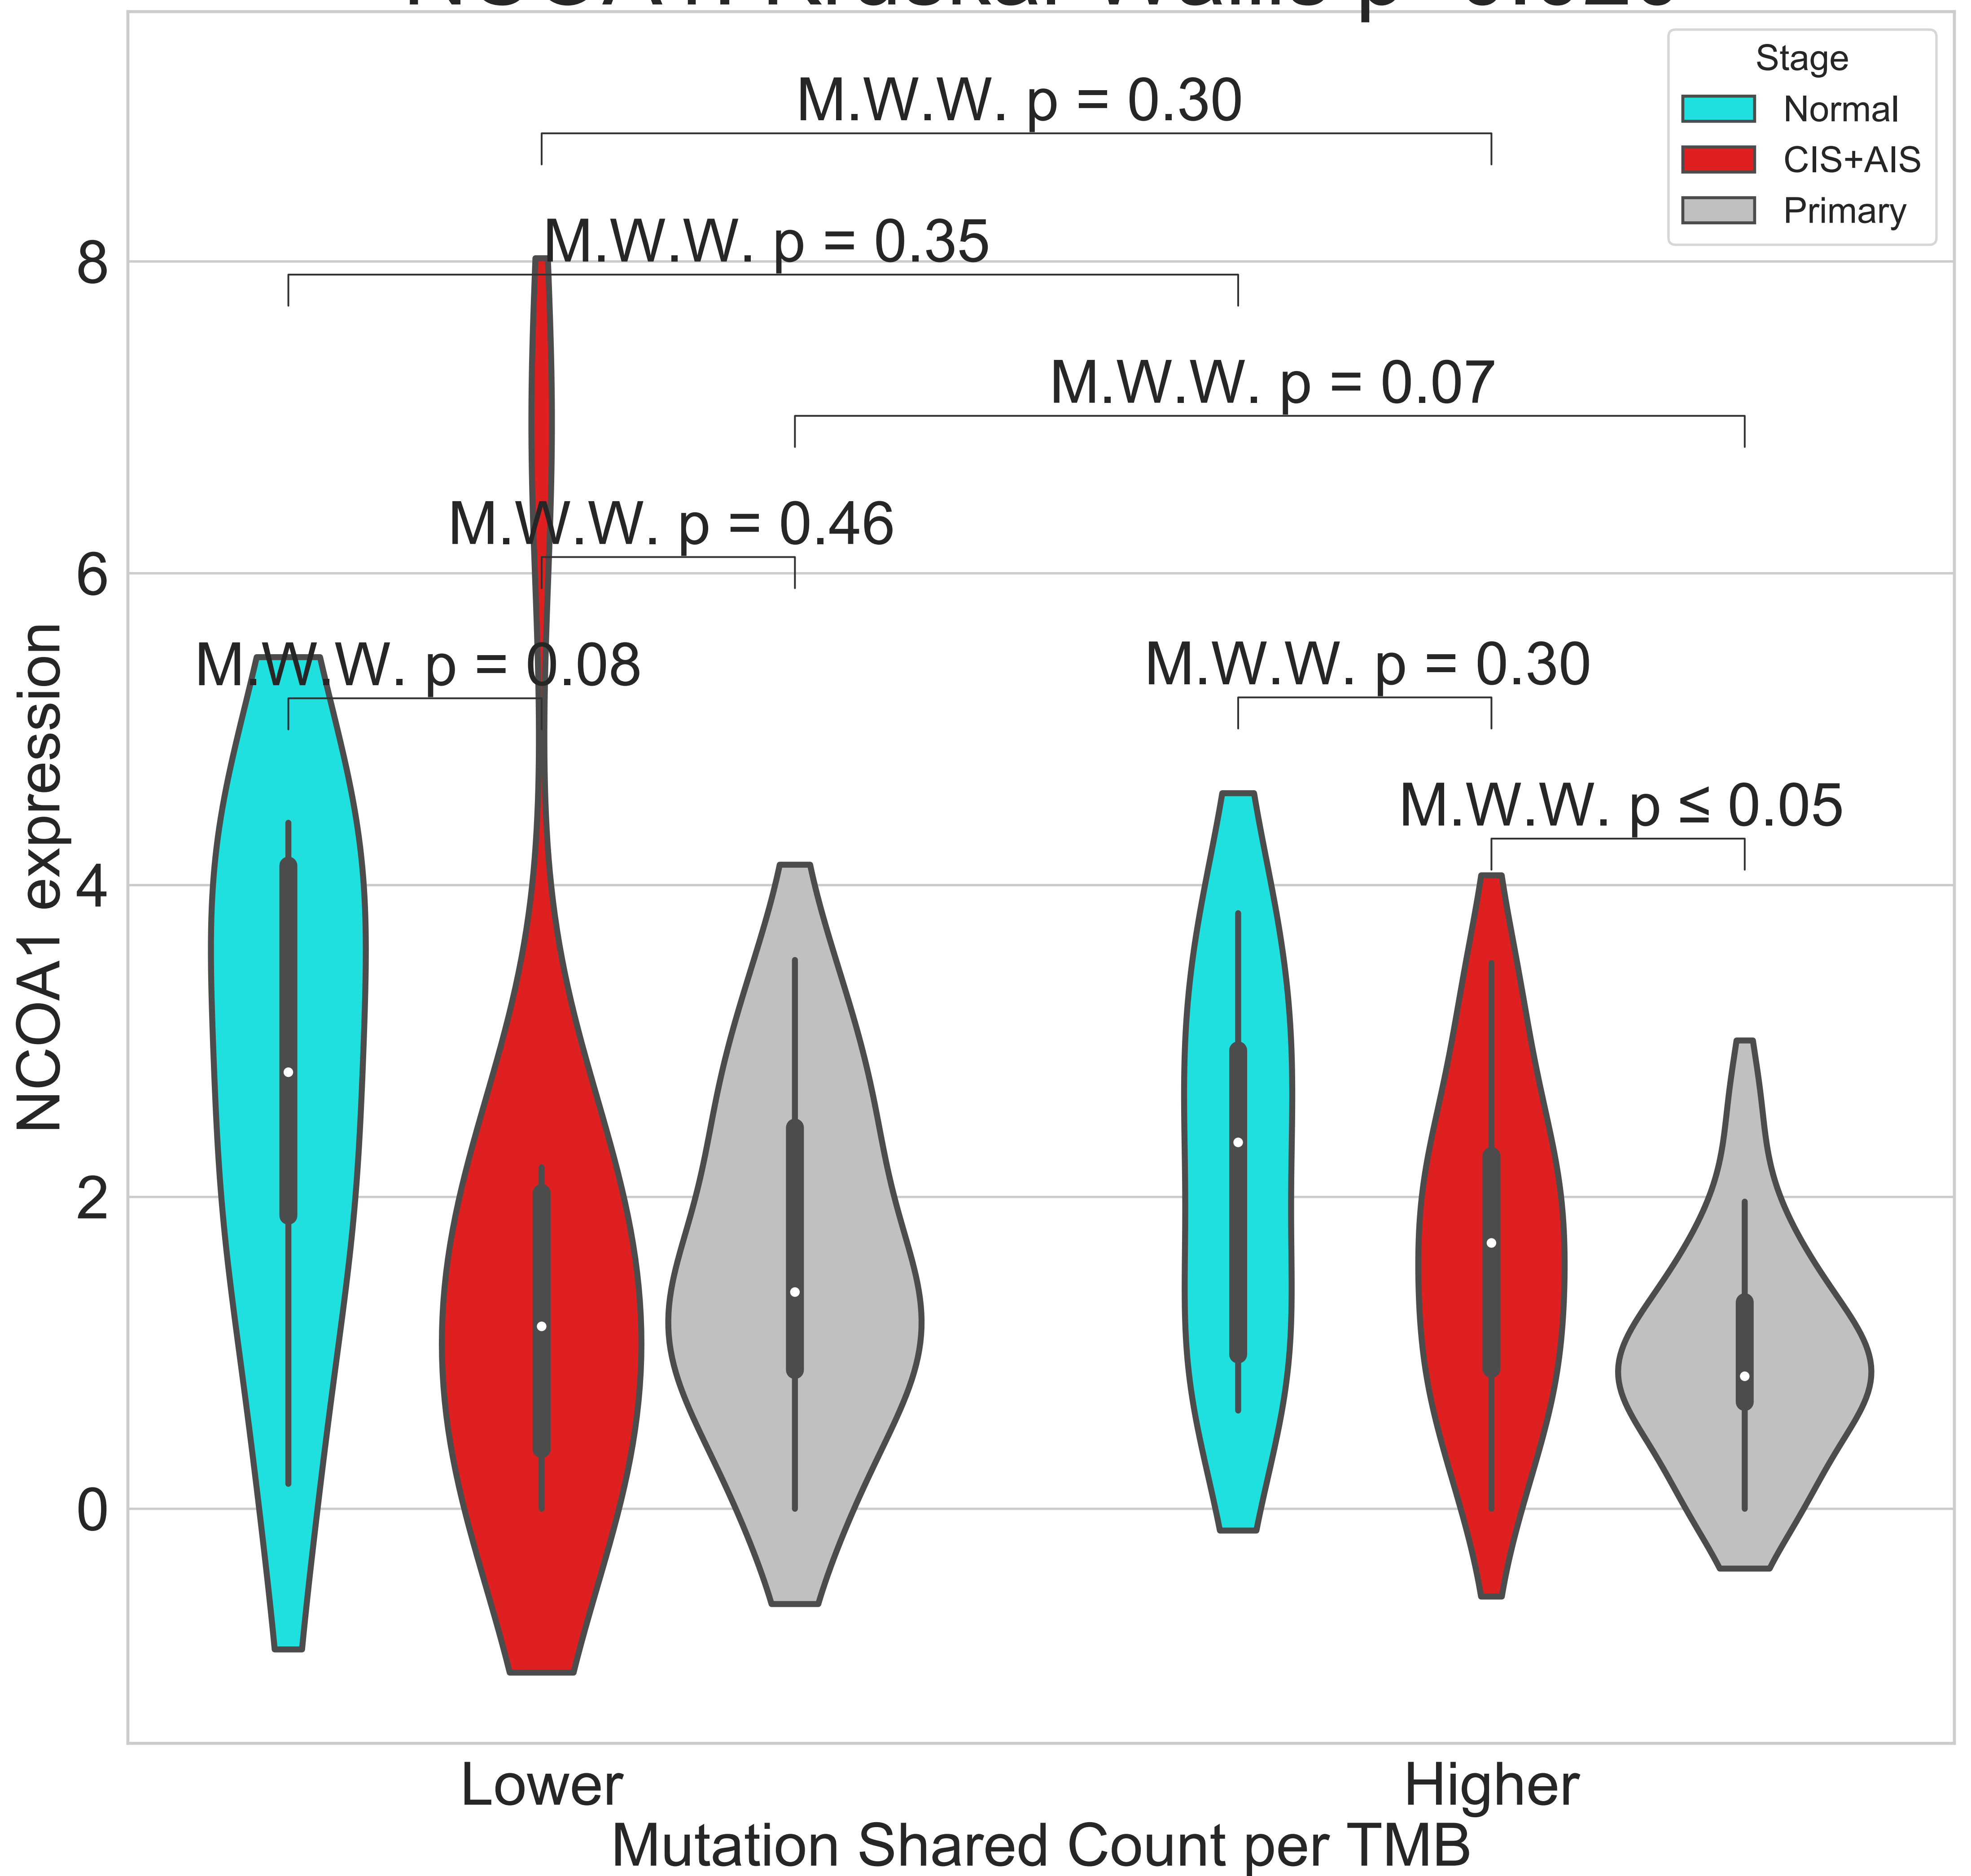 Stage
Normal
CIS+AIS
Primary
M.W.W. p = 0.30
M.W.W. p = 0.35
M.W.W. p = 0.07
M.W.W. p = 0.46
M.W.W. p = 0.08
M.W.W. p = 0.30
M.W.W. p ≤ 0.05
8
6
4
2
0
NCOA1 expression
Lower
Higher
Mutation Shared Count per TMB